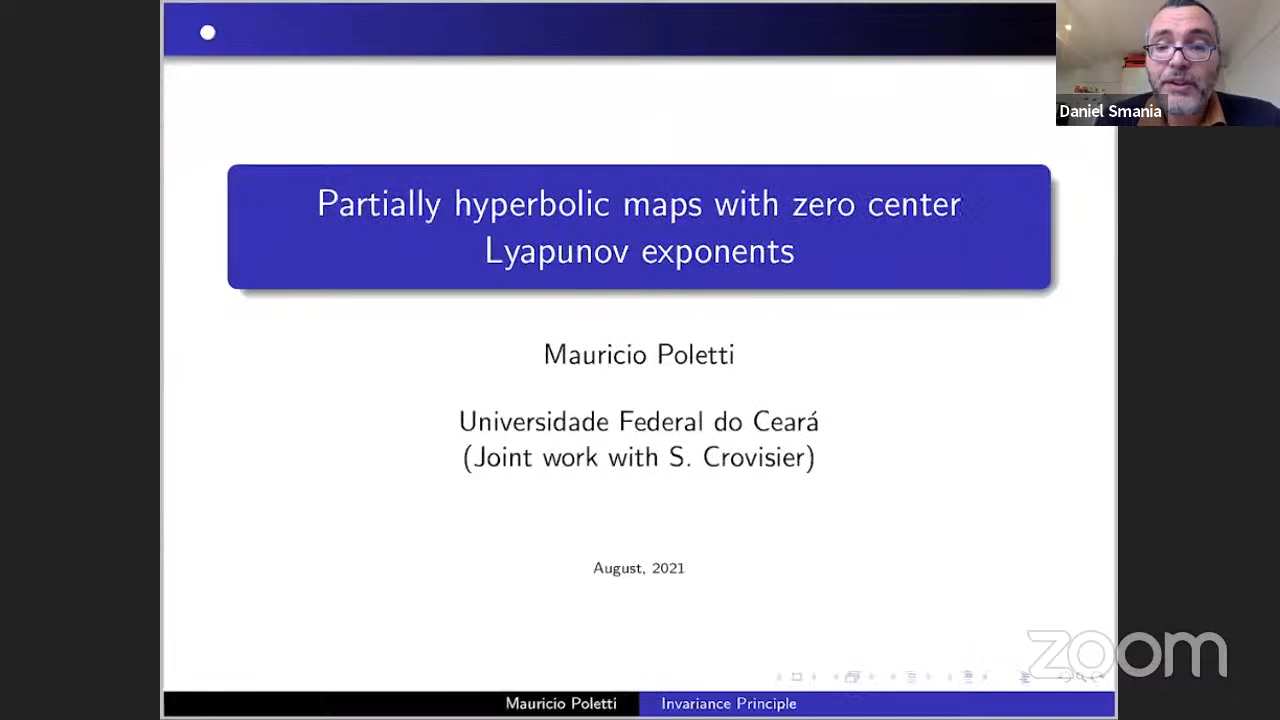 Daniel Smania
Partially hyperbolic maps with zero center
Lyapunov exponents
Mauricio Poletti
Universidade Federal do Ceará
(Joint work with S. Crovisier)
August, 2021
zoom
Mauricio Poletti
Invariance Principle